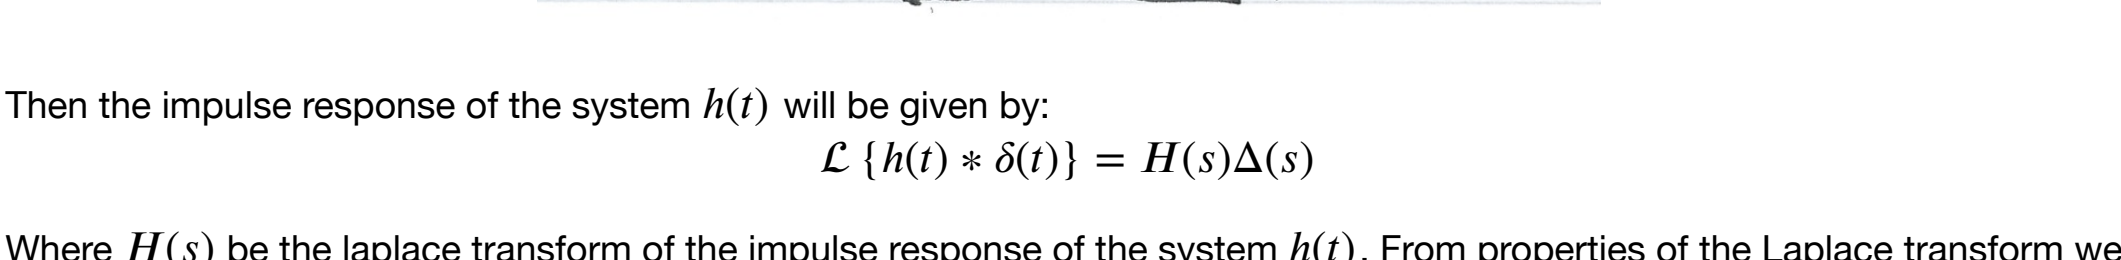 Then the impulse response of the system h(t) will be given by:
ℒ {h(t) ∗ δ(t)} = H(s)Δ(s)
Where H(s) be the laplace transform of the impulse response of the system h(t). From properties of the Laplace transform we